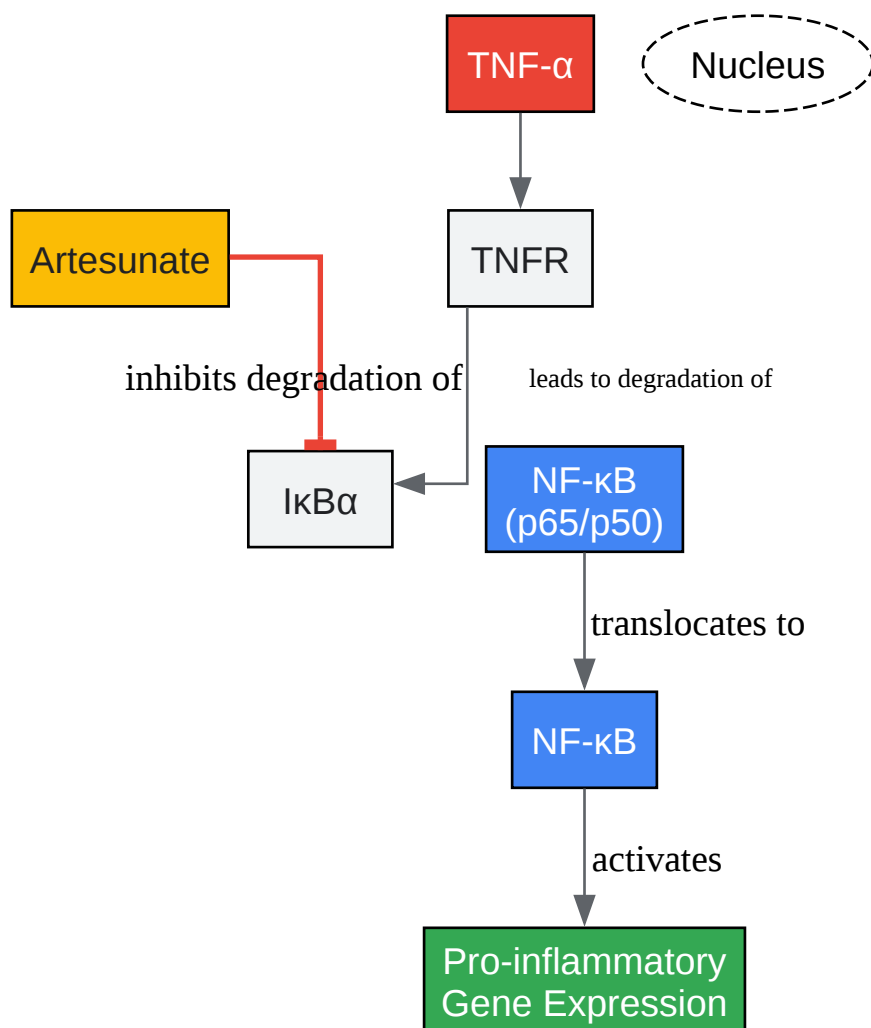 TNF-α
Nucleus
Artesunate
TNFR
inhibits degradation of
leads to degradation of
IκBα
NF-κB
(p65/p50)
translocates to
NF-κB
activates
Pro-inflammatory
Gene Expression